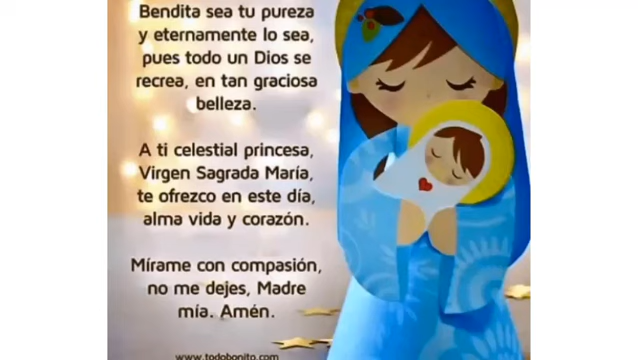 Bendita sea tu pureza
y eternamente lo sea,
pues todo un Dios se
recrea, en tan graciosa
belleza.
A ti celestial princesa,
Virgen Sagrada María,
te ofrezco en este día,
alma vida y corazón.
Mírame con compasión,
no me dejes, Madre
mía. Amén.
www.todobonito.com